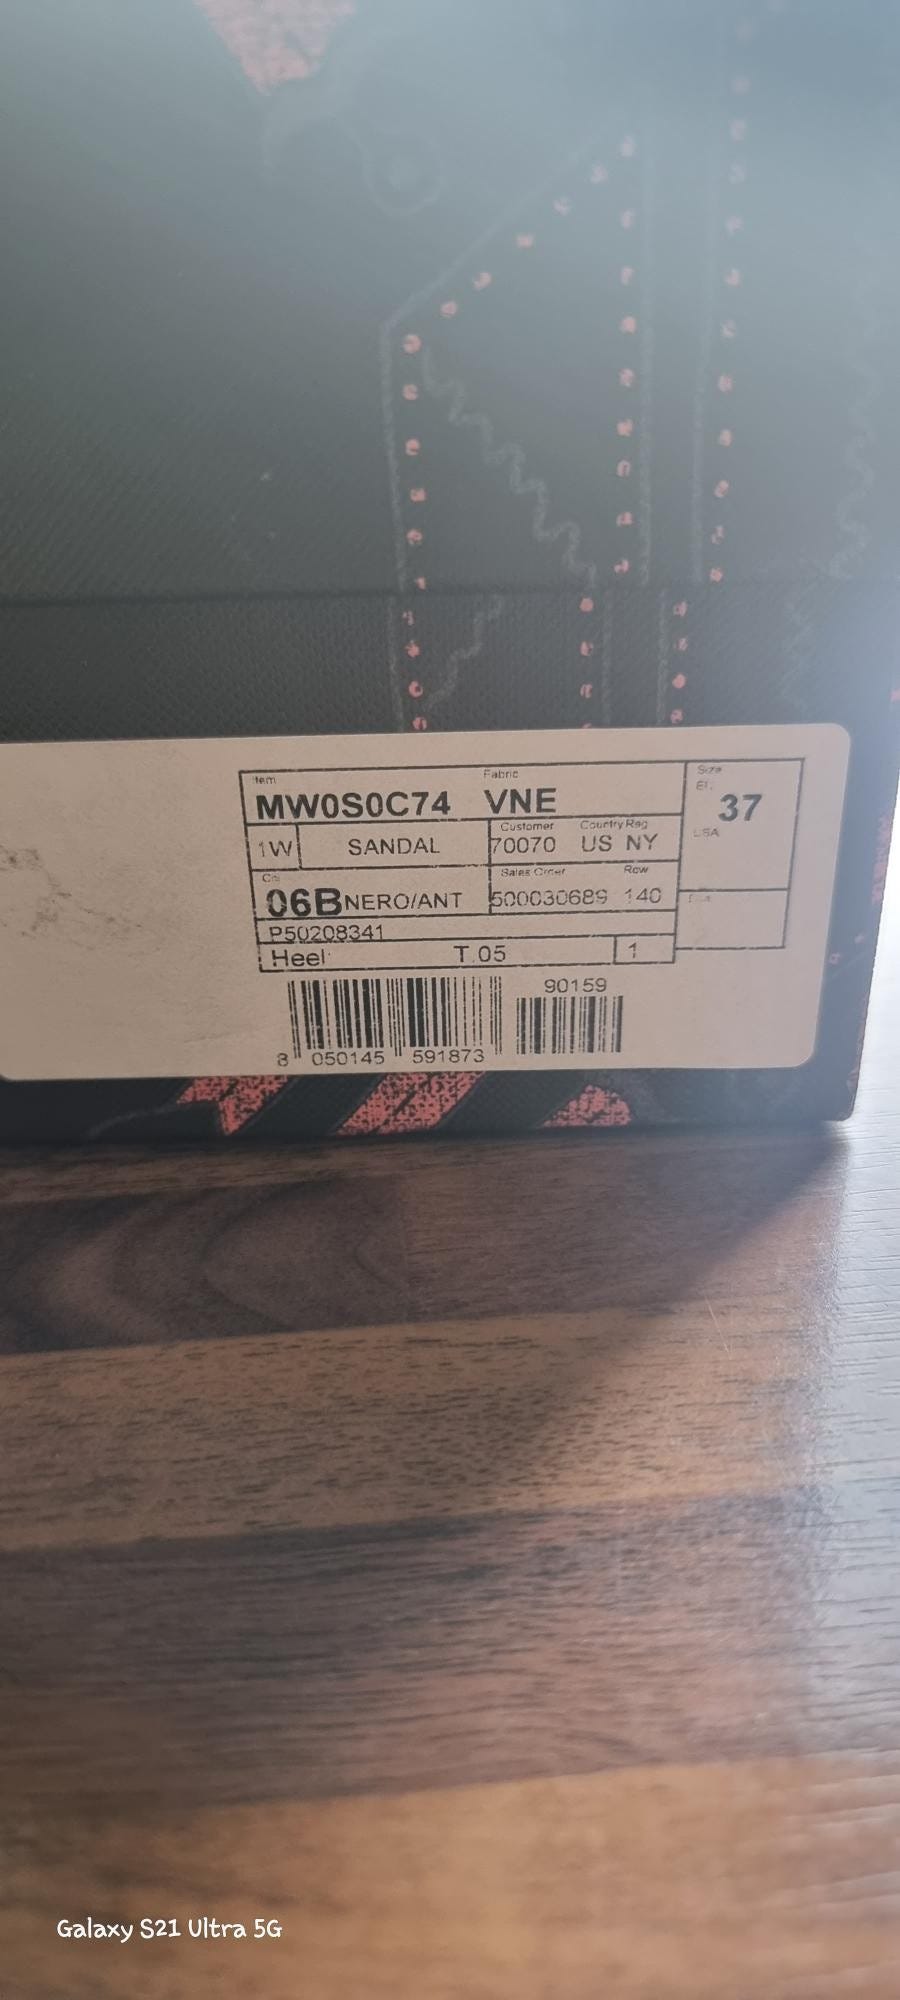 Item Fabric Size
MW0S0C74 VNE 37
Customer Country Reg USA
1W SANDAL 70070 US NY
Sales Order Row
06B NERO/ANT 500030689 140
P50208341
Heel T.05 1
90159
8 050145 591873
Galaxy S21 Ultra 5G